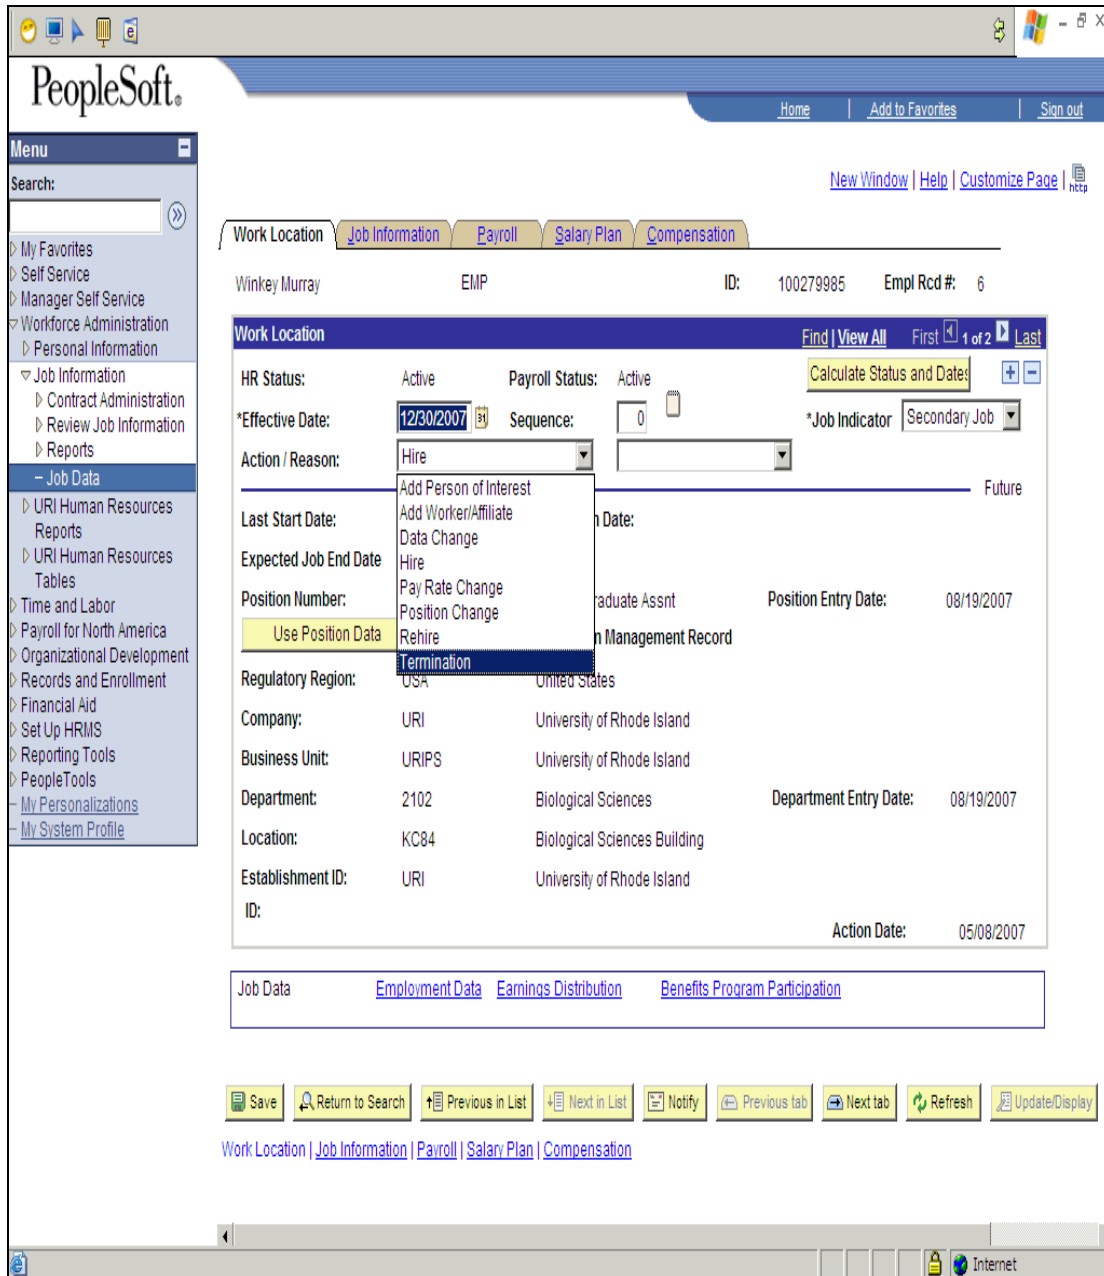 PeopleSoft.
Home | Add to Favorites | Sign out
Menu
Search:
My Favorites
Self Service
Manager Self Service
Workforce Administration
Personal Information
Job Information
Contract Administration
Review Job Information
Reports
– Job Data
URI Human Resources
Reports
URI Human Resources
Tables
Time and Labor
Payroll for North America
Organizational Development
Records and Enrollment
Financial Aid
Set Up HRMS
Reporting Tools
PeopleTools
– My Personalizations
– My System Profile
New Window | Help | Customize Page | http
Work Location Job Information Payroll Salary Plan Compensation
Winkey Murray EMP ID: 100279985 Empl Rcd #: 6
Work Location Find | View All First 1 of 2 Last
HR Status: Active Payroll Status: Active Calculate Status and Dates
*Effective Date: 12/30/2007 31 Sequence: 0 *Job Indicator Secondary Job
Action / Reason: Hire
Add Person of Interest
Add Worker/Affiliate
Data Change
Hire
Pay Rate Change
Position Change
Rehire
Termination
Future
Last Start Date: n Date:
Expected Job End Date
Position Number: raduate Assnt Position Entry Date: 08/19/2007
Use Position Data n Management Record
Regulatory Region: USA United States
Company: URI University of Rhode Island
Business Unit: URIPS University of Rhode Island
Department: 2102 Biological Sciences Department Entry Date: 08/19/2007
Location: KC84 Biological Sciences Building
Establishment ID: URI University of Rhode Island
ID:
Action Date: 05/08/2007
Job Data Employment Data Earnings Distribution Benefits Program Participation
Save Return to Search Previous in List Next in List Notify Previous tab Next tab Refresh Update/Display
Work Location | Job Information | Payroll | Salary Plan | Compensation
Internet